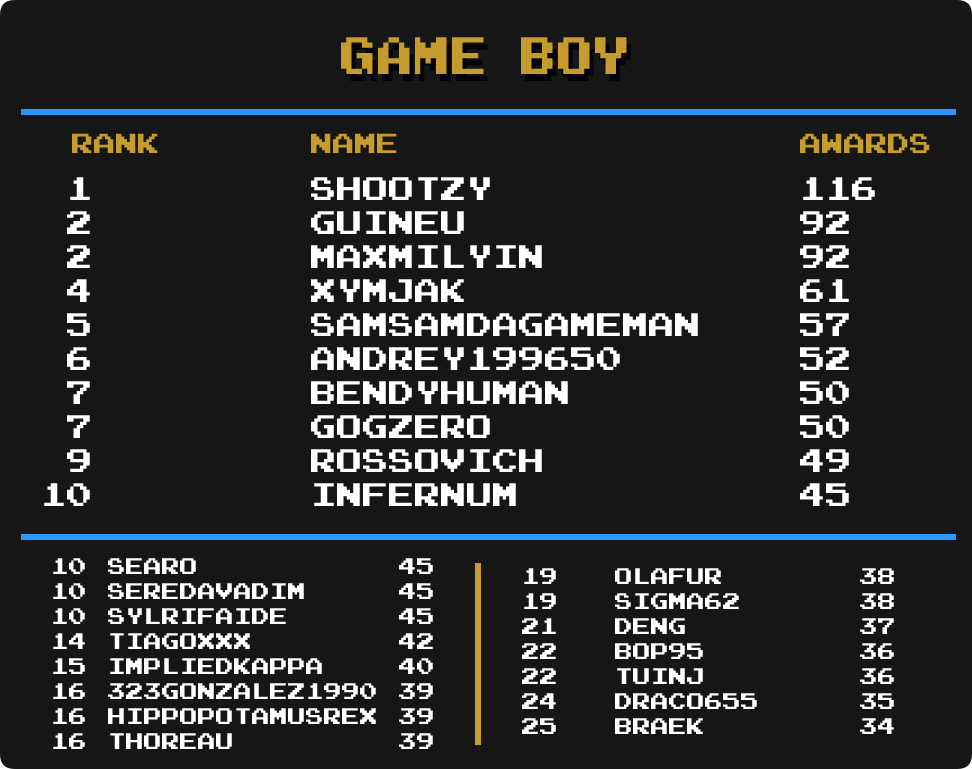 GAME BOY
RANK NAME AWARDS
1 SHOOTZY 116
2 GUINEU 92
2 MAXMILYIN 92
4 XYMJAK 61
5 SAMSAMDAGAMEMAN 57
6 ANDREY199650 52
7 BENDYHUMAN 50
7 GOGZERO 50
9 ROSSOVICH 49
10 INFERNUM 45
10 SEARO 45
10 SEREDAVADIM 45
10 SYLRIFAIDE 45
14 TIAGOXXX 42
15 IMPLIEDKAPPA 40
16 323GONZALEZ1990 39
16 HIPPOPOTAMUSREX 39
16 THOREAU 39
19 OLAFUR 38
19 SIGMA62 38
21 DENG 37
22 BOP95 36
22 TUINJ 36
24 DRACO655 35
25 BRAEK 34